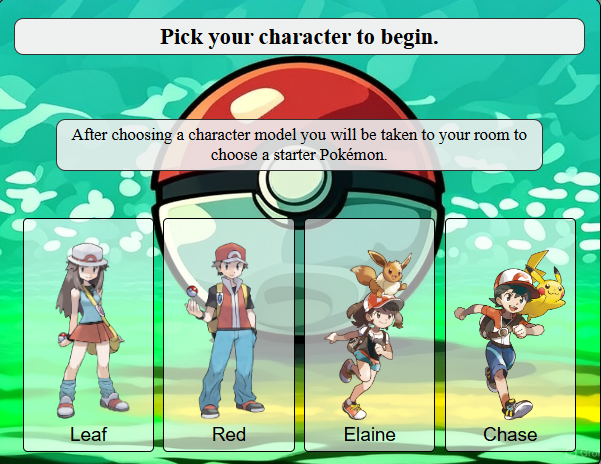 Pick your character to begin.
After choosing a character model you will be taken to your room to
choose a starter Pokémon.
Leaf
Red
Elaine
Chase